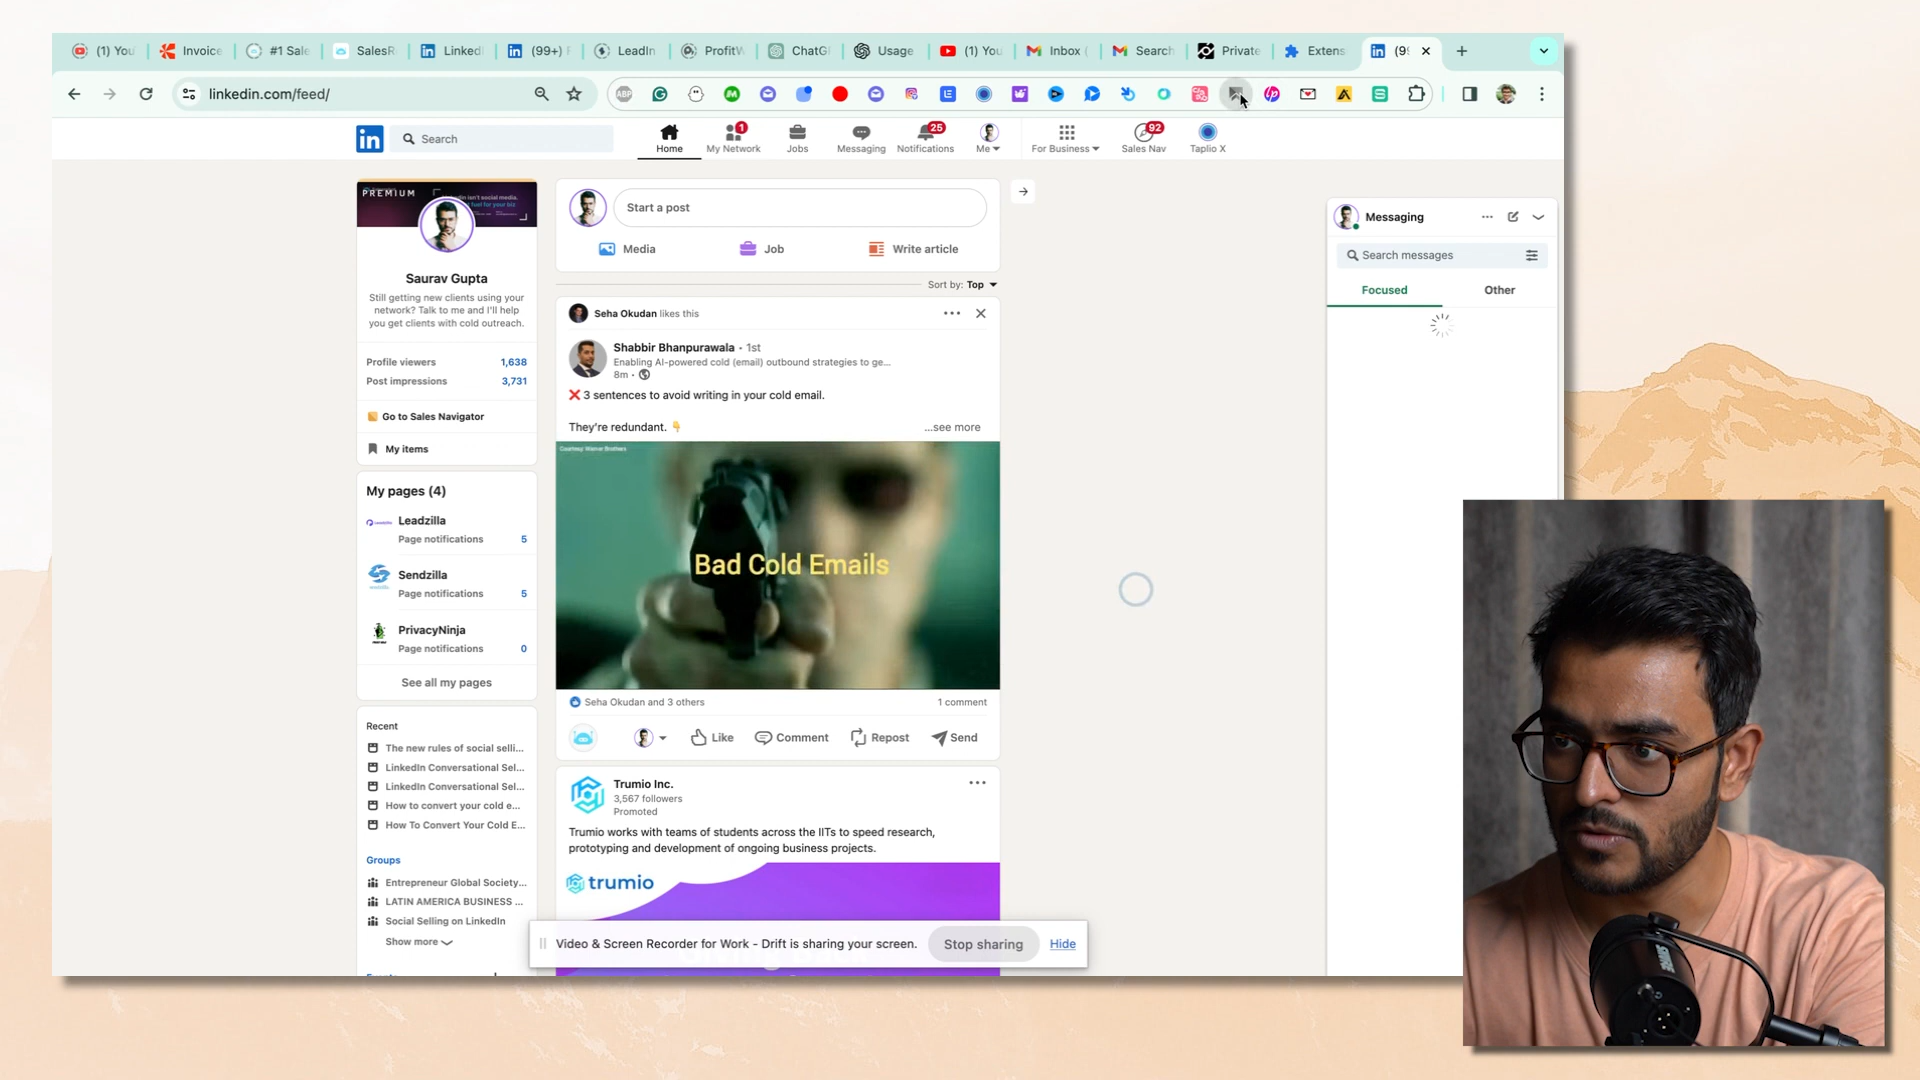 (1) You
Invoice
#1 Sale
SalesR
LinkedI
(99+) F
LeadIn
ProfitW
ChatG
Usage
(1) You
Inbox (
Search
Private
Extens
(99
linkedin.com/feed/
ABP
in
Search
Home
1
My Network
Jobs
Messaging
25
Notifications
Me
For Business
92
Sales Nav
Taplio X
PREMIUM
Saurav Gupta
Still getting new clients using your
network? Talk to me and I'll help
you get clients with cold outreach.
Profile viewers 1,638
Post impressions 3,731
Go to Sales Navigator
My items
My pages (4)
Leadzilla
Page notifications 5
Sendzilla
Page notifications 5
PrivacyNinja
Page notifications 0
See all my pages
Recent
The new rules of social selli...
LinkedIn Conversational Sel...
LinkedIn Conversational Sel...
How to convert your cold e...
How To Convert Your Cold E...
Groups
Entrepreneur Global Society...
LATIN AMERICA BUSINESS ...
Social Selling on LinkedIn
Show more
Start a post
Media
Job
Write article
Sort by: Top
Seha Okudan likes this
Shabbir Bhanpurawala • 1st
Enabling AI-powered cold (email) outbound strategies to ge...
8m •
❌ 3 sentences to avoid writing in your cold email.
They're redundant. 👇
...see more
Courtesy Warner Brothers
Bad Cold Emails
Seha Okudan and 3 others
1 comment
Like
Comment
Repost
Send
Trumio Inc.
3,567 followers
Promoted
Trumio works with teams of students across the IITs to speed research,
prototyping and development of ongoing business projects.
trumio
Video & Screen Recorder for Work - Drift is sharing your screen.
Stop sharing
Hide
Messaging
Search messages
Focused
Other